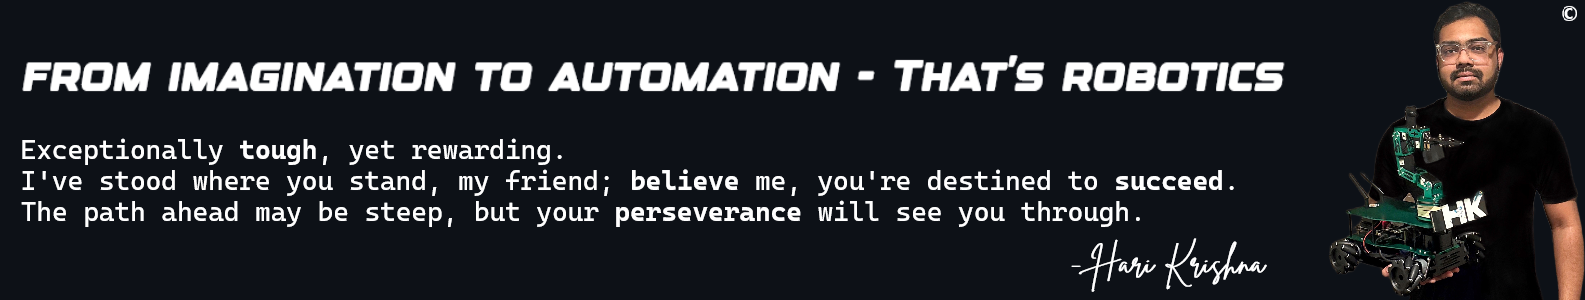 ©
FROM IMAGINATION TO AUTOMATION - THAT'S ROBOTICS
Exceptionally tough, yet rewarding.
I've stood where you stand, my friend; believe me, you're destined to succeed.
The path ahead may be steep, but your perseverance will see you through.
-Hari Krishna
HK